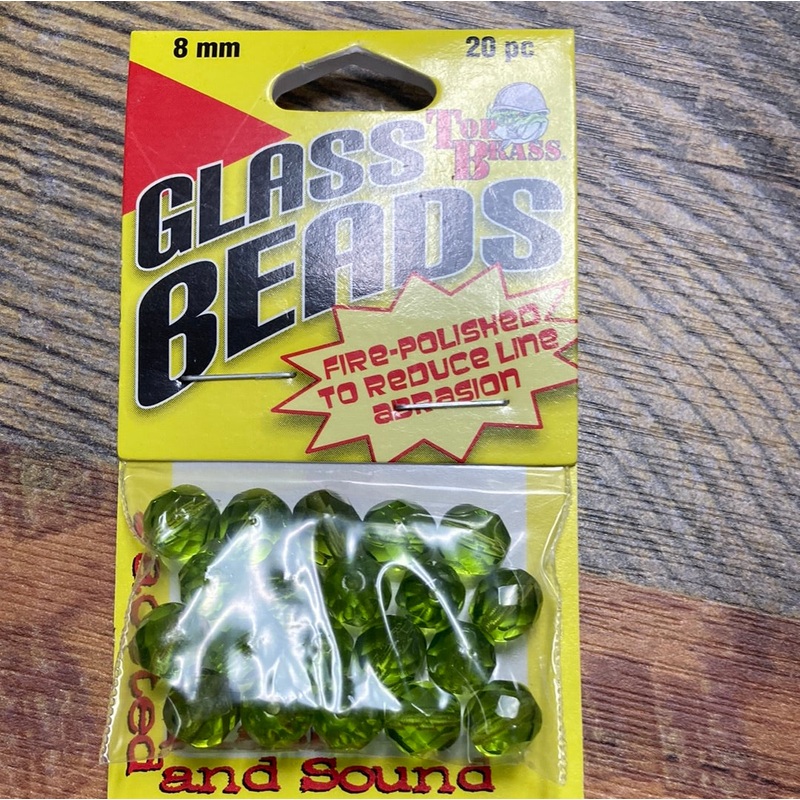 8 mm
20 pc
TOP
BRASS
GLASS
BEADS
FIRE-POLISHED
TO REDUCE LINE
ABRASION
and Sound